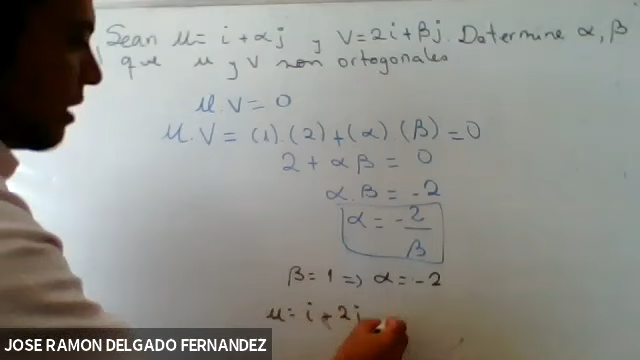 Sean u = i + αj y V = 2i + βj. Determine α, β
que u y v son ortogonales
u.V = 0
u.V = (1).(2) + (α).(β) = 0
2 + αβ = 0
α.β = -2
α = -2/β
β = 1 => α = -2
u = i + 2j
JOSE RAMON DELGADO FERNANDEZ